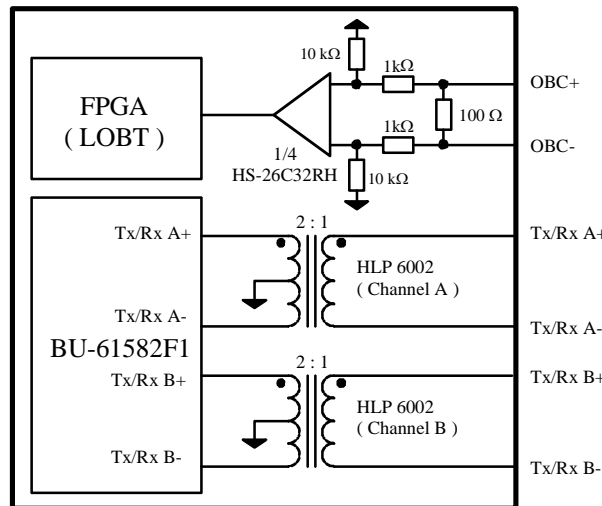 10 kΩ
1kΩ
OBC+
FPGA
( LOBT )
100 Ω
1kΩ
OBC-
1/4
HS-26C32RH
10 kΩ
2 : 1
Tx/Rx A+
Tx/Rx A+
HLP 6002
( Channel A )
Tx/Rx A-
Tx/Rx A-
BU-61582F1
2 : 1
Tx/Rx B+
Tx/Rx B+
HLP 6002
( Channel B )
Tx/Rx B-
Tx/Rx B-